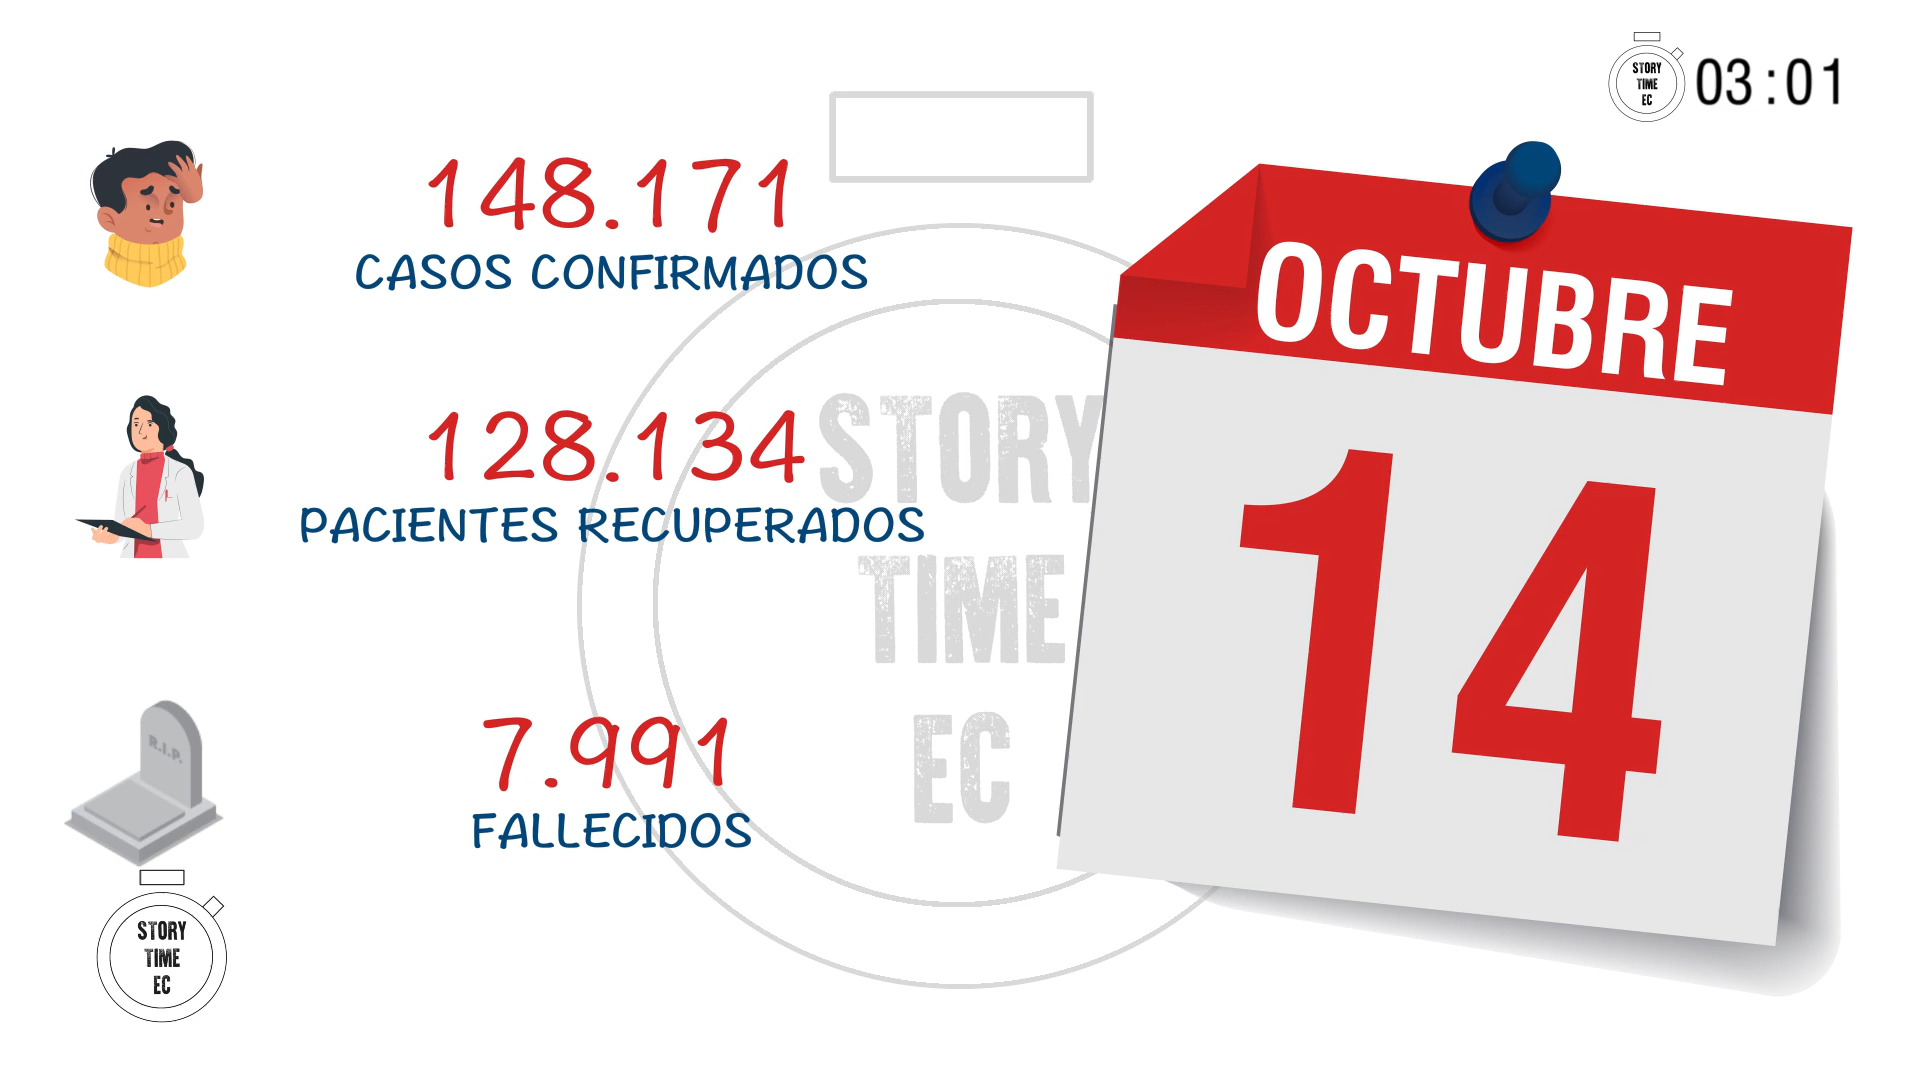 STORY
TIME
EC
03:01
148.171
CASOS CONFIRMADOS
128.134
PACIENTES RECUPERADOS
R.I.P.
7.991
FALLECIDOS
STORY
TIME
EC
OCTUBRE
14
STORY
TIME
EC